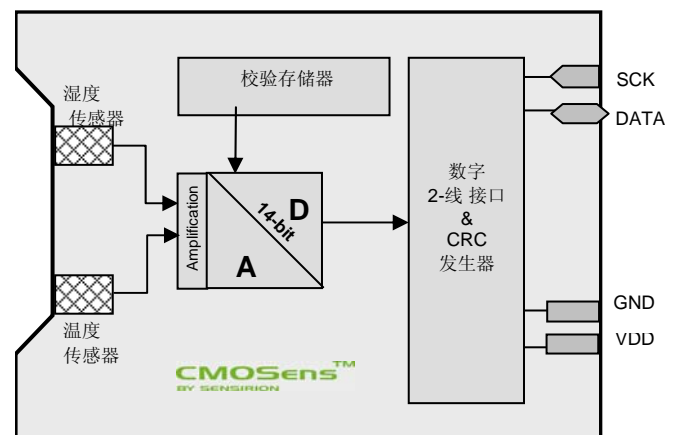 湿度
传感器
校验存储器
Amplification
14-bit
D
A
数字
2-线 接口
&
CRC
发生器
SCK
DATA
GND
VDD
温度
传感器
CMOSens™
BY SENSIRION